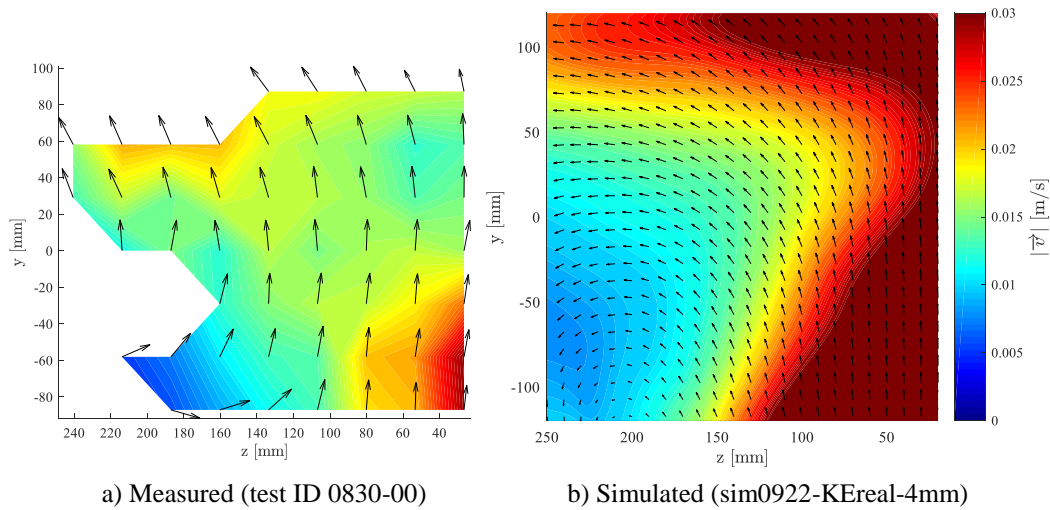 100
80
60
40
20
0
-20
-40
-60
-80
y [mm]
240 220 200 180 160 140 120 100 80 60 40
z [mm]
100
50
0
-50
-100
y [mm]
250 200 150 100 50
z [mm]
0.03
0.025
0.02
0.015
0.01
0.005
0
| v⃗ | [m/s]
a) Measured (test ID 0830-00)
b) Simulated (sim0922-KEreal-4mm)